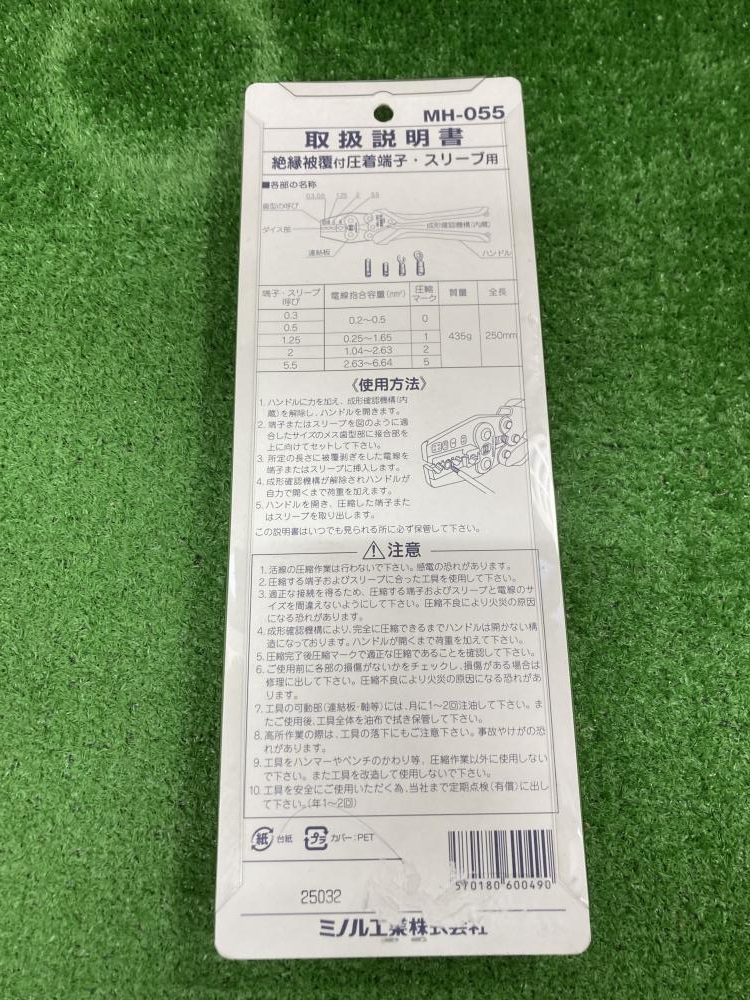 MH-055
取扱説明書
絶縁被覆付圧着端子・スリーブ用
■各部の名称
0.3,0.5 1.25 2 5.5
歯型の呼び
ダイス部
成形確認機構(内蔵)
連結板
ハンドル
端子・スリーブ呼び 電線抱合容量(mm²) 圧縮マーク 質量 全長
0.3
0.5 0.2〜0.5 0
1.25 0.25〜1.65 1 435g 250mm
2 1.04〜2.63 2
5.5 2.63〜6.64 5
《使用方法》
1. ハンドルに力を加え、成形確認機構(内
蔵)を解除し、ハンドルを開きます。
2. 端子またはスリーブを図のように適
合したサイズのメス歯型部に接合部を
上に向けてセットして下さい。
3. 所定の長さに被覆剥ぎをした電線を
端子またはスリーブに挿入します。
4. 成形確認機構が解除されハンドルが
自力で開くまで荷重を加えます。
5. ハンドルを開き、圧縮した端子また
はスリーブを取り出します。
この説明書はいつでも見られる所に必ず保管して下さい。
注意
1. 活線の圧縮作業は行わないで下さい。感電の恐れがあります。
2. 圧縮する端子およびスリーブに合った工具を使用して下さい。
3. 適正な接続を得るため、圧縮する端子およびスリーブと電線のサ
イズを間違えないようにして下さい。圧縮不良により火災の原因
になる恐れがあります。
4. 成形確認機構により、完全に圧縮できるまでハンドルは開かない構
造になっております。ハンドルが開くまで荷重を加えて下さい。
5. 圧縮完了後圧縮マークで適正な圧縮であることを確認して下さい。
6. ご使用前に各部の損傷がないかをチェックし、損傷がある場合は
修理に出して下さい。圧縮不良により火災の原因になる恐れがあ
ります。
7. 工具の可動部(連結板・軸等)には、月に1〜2回注油して下さい。ま
たご使用後、工具全体を油布で拭き保管して下さい。
8. 高所作業の際は、工具の落下にもご注意下さい。事故やけがの恐
れがあります。
9. 工具をハンマーやペンチのかわり等、圧縮作業以外に使用しない
で下さい。また工具を改造して使用しないで下さい。
10. 工具を安全にご使用いただく為、当社まで定期点検(有償)に出し
て下さい。(年1〜2回)
紙 台紙 プラ カバー:PET
570180 600490
25032
ミノル工業株式会社